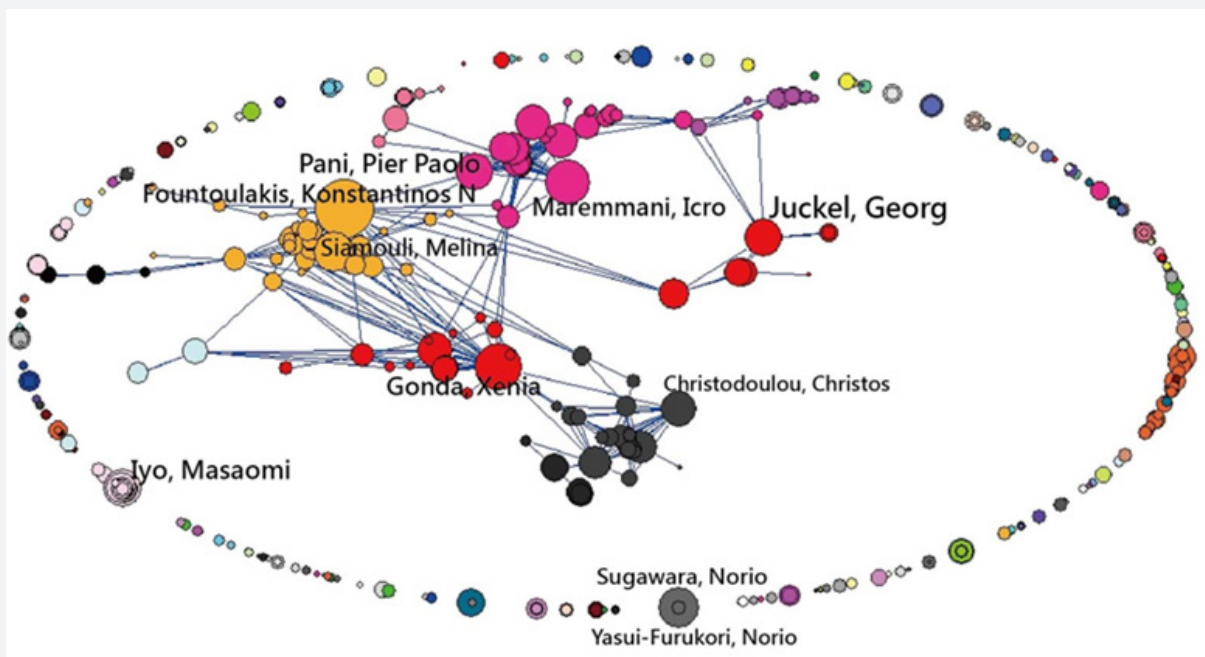 Pani, Pier Paolo
Fountoulakis, Konstantinos N
Maremmani, Icro
Juckel, Georg
Siamouli, Melina
Gonda, Xenia
Christodoulou, Christos
Iyo, Masaomi
Sugawara, Norio
Yasui-Furukori, Norio